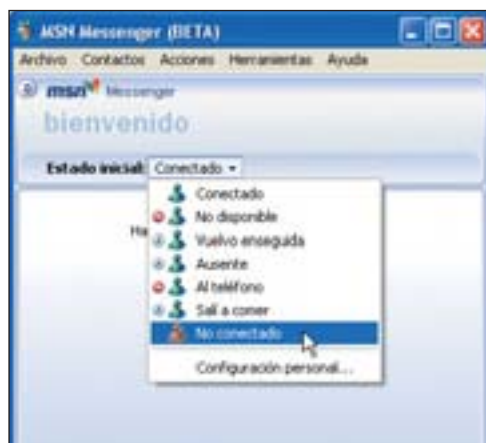 MSN Messenger (BETA)
Archivo Contactos Acciones Herramientas Ayuda
msn Messenger
bienvenido
Estado inicial: Conectado
Conectado
No disponible
Ha
Vuelvo enseguida
Ausente
Al teléfono
Salí a comer
No conectado
Configuración personal...